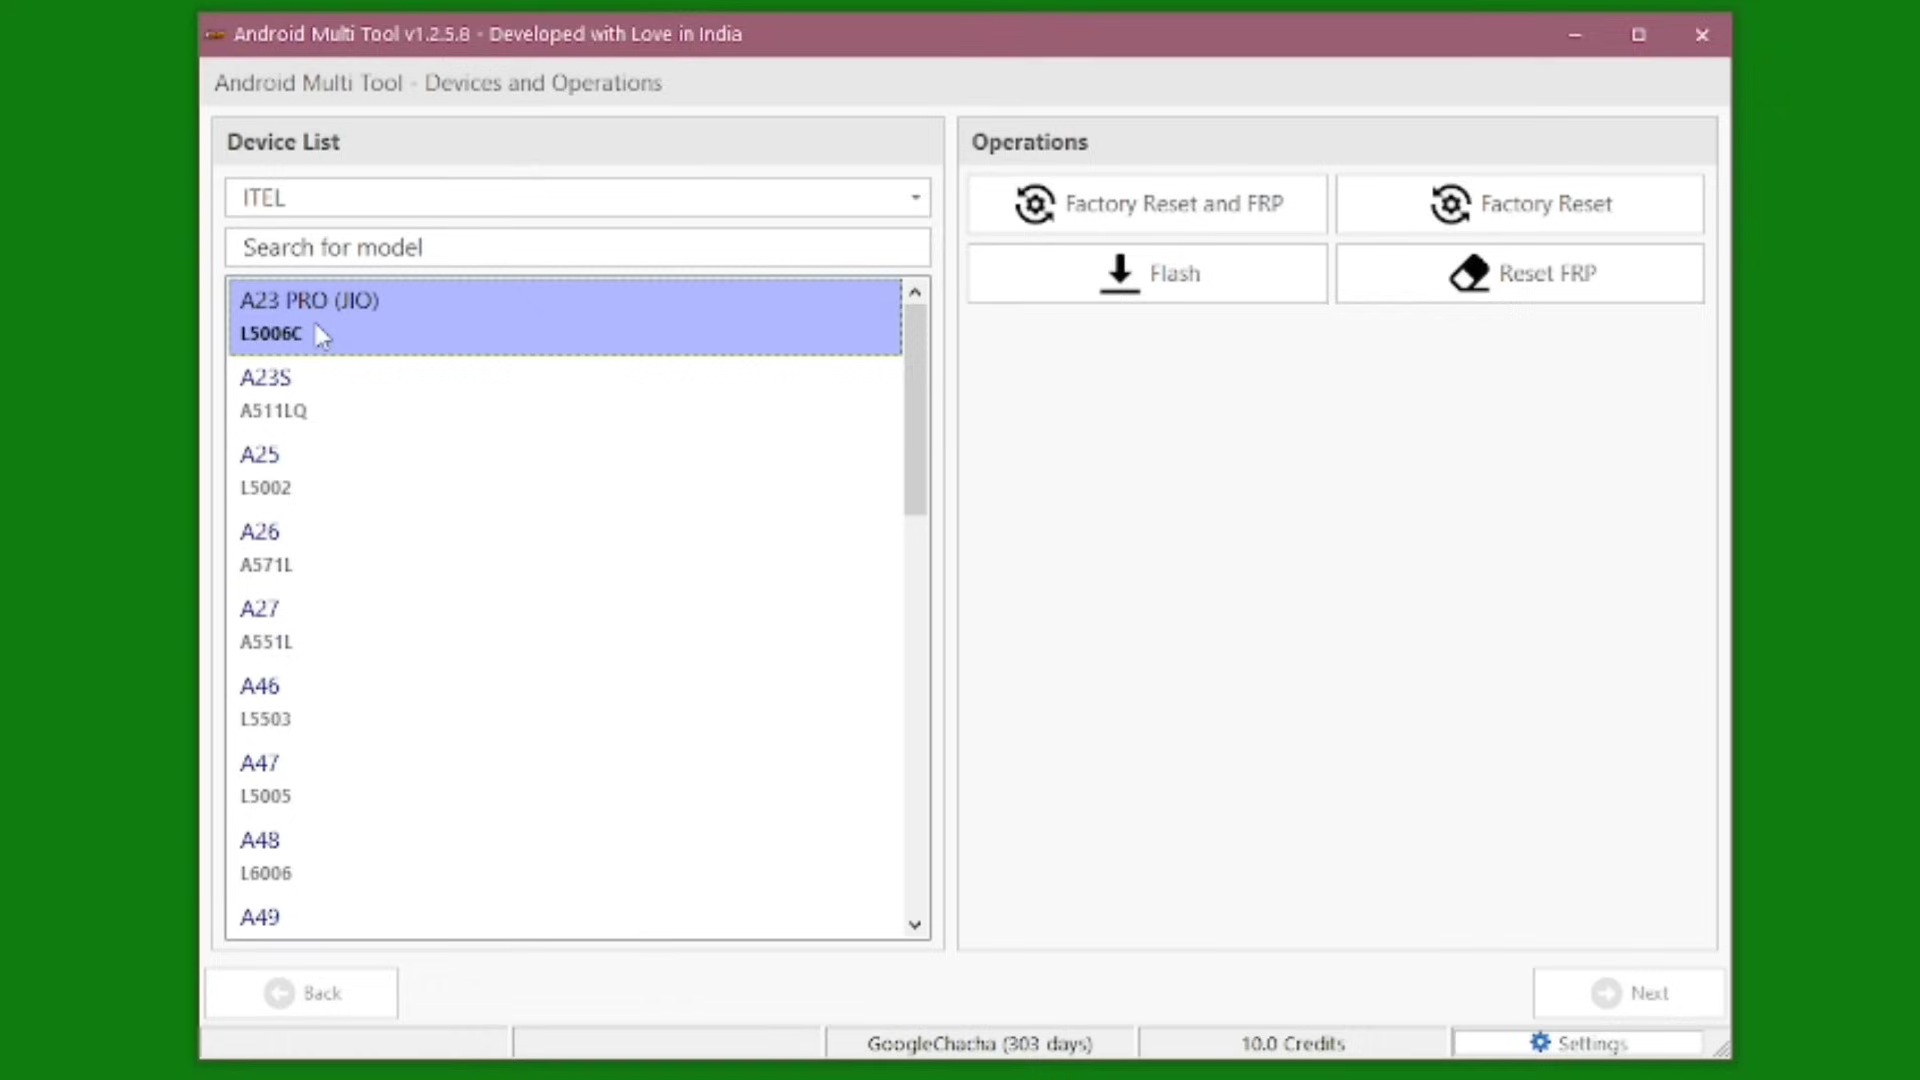 Android Multi Tool v1.2.5.8 - Developed with Love in India
Android Multi Tool - Devices and Operations
Device List
ITEL
Search for model
A23 PRO (JIO)
L5006C
A23S
A511LQ
A25
L5002
A26
A571L
A27
A551L
A46
L5503
A47
L5005
A48
L6006
A49
Operations
Factory Reset and FRP
Factory Reset
Flash
Reset FRP
Back
Next
GoogleChacha (303 days)
10.0 Credits
Settings